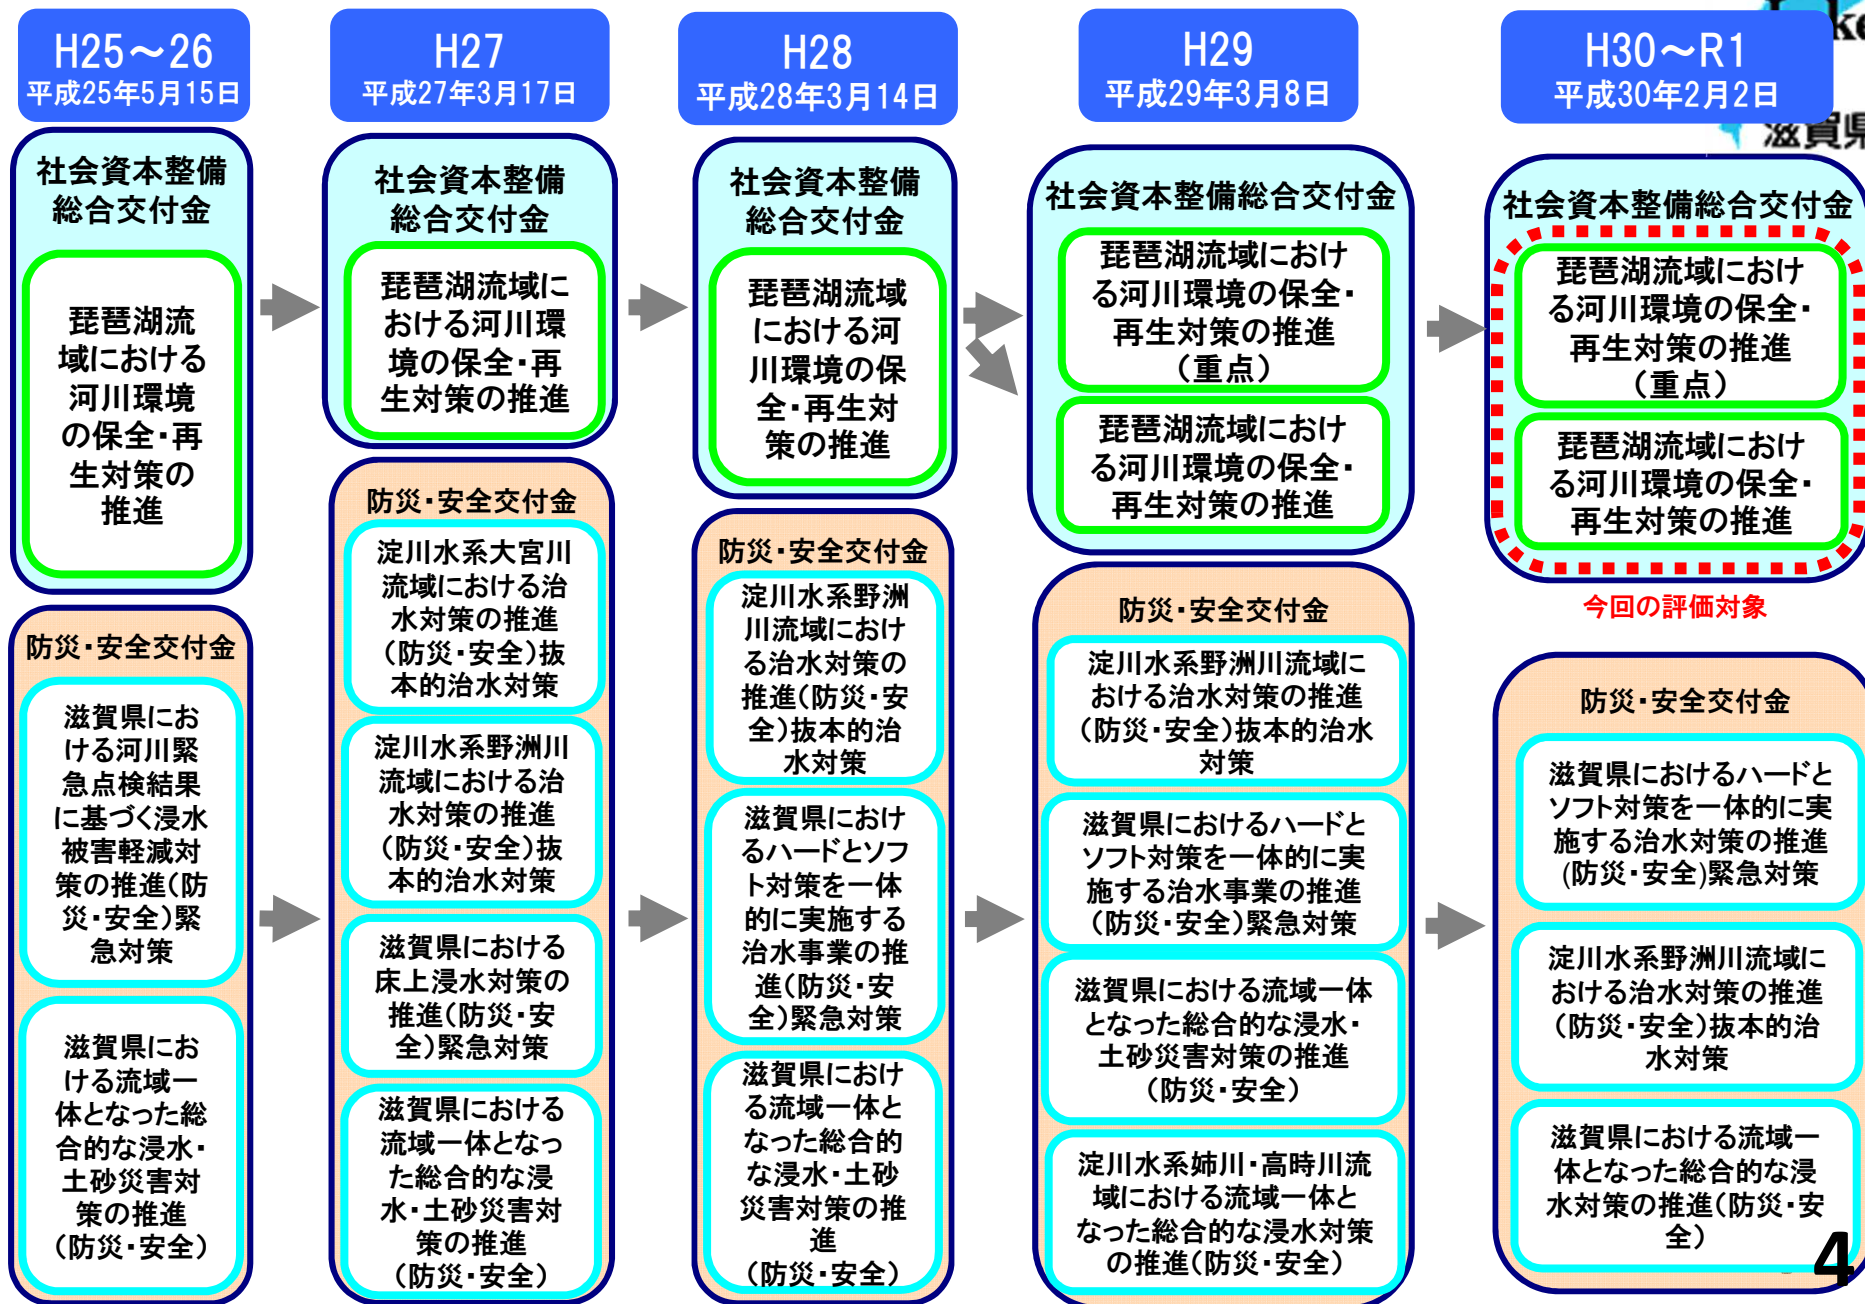 H25～26
平成25年5月15日
社会資本整備
総合交付金
琵琶湖流
域における
河川環境
の保全・再
生対策の
推進
防災・安全交付金
滋賀県にお
ける河川緊
急点検結果
に基づく浸水
被害軽減対
策の推進（防
災・安全）緊
急対策
滋賀県にお
ける流域一
体となった総
合的な浸水・
土砂災害対
策の推進
（防災・安全）
H27
平成27年3月17日
社会資本整備
総合交付金
琵琶湖流域に
おける河川環
境の保全・再
生対策の推進
防災・安全交付金
淀川水系大宮川
流域における治
水対策の推進
（防災・安全）抜
本的治水対策
淀川水系野洲川
流域における治
水対策の推進
（防災・安全）抜
本的治水対策
滋賀県における
床上浸水対策の
推進（防災・安
全）緊急対策
滋賀県における
流域一体となっ
た総合的な浸
水・土砂災害対
策の推進
（防災・安全）
H28
平成28年3月14日
社会資本整備
総合交付金
琵琶湖流域
における河
川環境の保
全・再生対
策の推進
防災・安全交付金
淀川水系野洲
川流域におけ
る治水対策の
推進（防災・安
全）抜本的治
水対策
滋賀県におけ
るハードとソフ
ト対策を一体
的に実施する
治水事業の推
進（防災・安
全）緊急対策
滋賀県におけ
る流域一体と
なった総合的
な浸水・土砂
災害対策の推
進
（防災・安全）
H29
平成29年3月8日
社会資本整備総合交付金
琵琶湖流域におけ
る河川環境の保全・
再生対策の推進
（重点）
琵琶湖流域におけ
る河川環境の保全・
再生対策の推進
防災・安全交付金
淀川水系野洲川流域に
おける治水対策の推進
（防災・安全）抜本的治水
対策
滋賀県におけるハードと
ソフト対策を一体的に実
施する治水事業の推進
（防災・安全）緊急対策
滋賀県における流域一体
となった総合的な浸水・
土砂災害対策の推進
（防災・安全）
淀川水系姉川・高時川流
域における流域一体と
なった総合的な浸水対策
の推進（防災・安全）
H30～R1
平成30年2月2日
滋賀県
社会資本整備総合交付金
琵琶湖流域におけ
る河川環境の保全・
再生対策の推進
（重点）
琵琶湖流域におけ
る河川環境の保全・
再生対策の推進
今回の評価対象
防災・安全交付金
滋賀県におけるハードと
ソフト対策を一体的に実
施する治水対策の推進
(防災・安全)緊急対策
淀川水系野洲川流域に
おける治水対策の推進
（防災・安全）抜本的治
水対策
滋賀県における流域一
体となった総合的な浸
水対策の推進（防災・安
全）
4